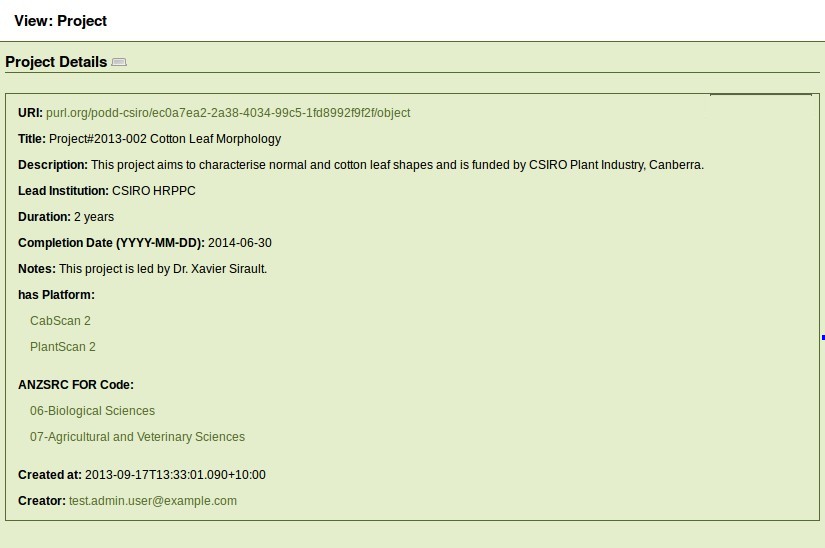 View: Project
Project Details
URI: purl.org/podd-csiro/ec0a7ea2-2a38-4034-99c5-1fd8992f9f2f/object
Title: Project#2013-002 Cotton Leaf Morphology
Description: This project aims to characterise normal and cotton leaf shapes and is funded by CSIRO Plant Industry, Canberra.
Lead Institution: CSIRO HRPPC
Duration: 2 years
Completion Date (YYYY-MM-DD): 2014-06-30
Notes: This project is led by Dr. Xavier Sirault.
has Platform:
CabScan 2
PlantScan 2
ANZSRC FOR Code:
06-Biological Sciences
07-Agricultural and Veterinary Sciences
Created at: 2013-09-17T13:33:01.090+10:00
Creator: test.admin.user@example.com